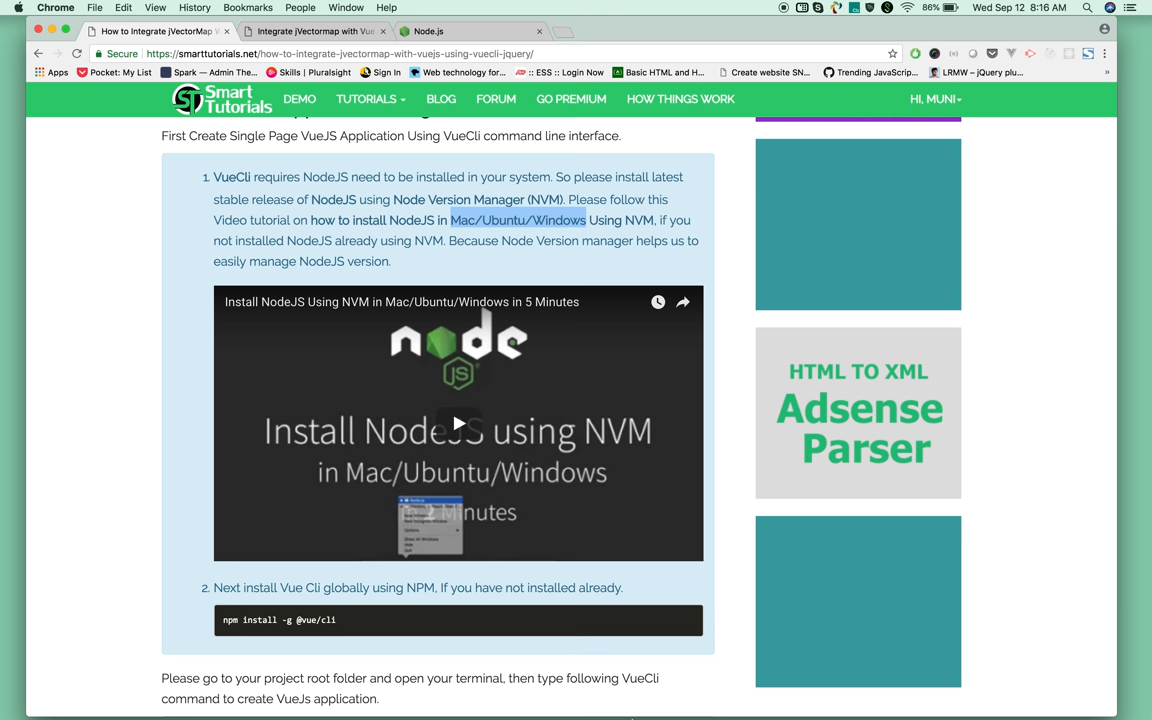 Chrome File Edit View History Bookmarks People Window Help 86% Wed Sep 12 8:16 AM
How to Integrate jVectorMap W Integrate jVectormap with Vue Node.js
Secure https://smarttutorials.net/how-to-integrate-jvectormap-with-vuejs-using-vuecli-jquery/
Apps Pocket: My List Spark — Admin The... Skills | Pluralsight Sign In Web technology for... :: ESS :: Login Now Basic HTML and H... Create website SN... Trending JavaScript... LRMW – jQuery plu... »
Smart Tutorials DEMO TUTORIALS BLOG FORUM GO PREMIUM HOW THINGS WORK HI, MUNI
First Create Single Page VueJS Application Using VueCli command line interface.
1. VueCli requires NodeJS need to be installed in your system. So please install latest
stable release of NodeJS using Node Version Manager (NVM). Please follow this
Video tutorial on how to install NodeJS in Mac/Ubuntu/Windows Using NVM, if you
not installed NodeJS already using NVM. Because Node Version manager helps us to
easily manage NodeJS version.
Install NodeJS Using NVM in Mac/Ubuntu/Windows in 5 Minutes
node
JS
Install NodeJS using NVM
in Mac/Ubuntu/Windows
in 2 Minutes
HTML TO XML
Adsense
Parser
2. Next install Vue Cli globally using NPM, If you have not installed already.
npm install -g @vue/cli
Please go to your project root folder and open your terminal, then type following VueCli
command to create VueJs application.